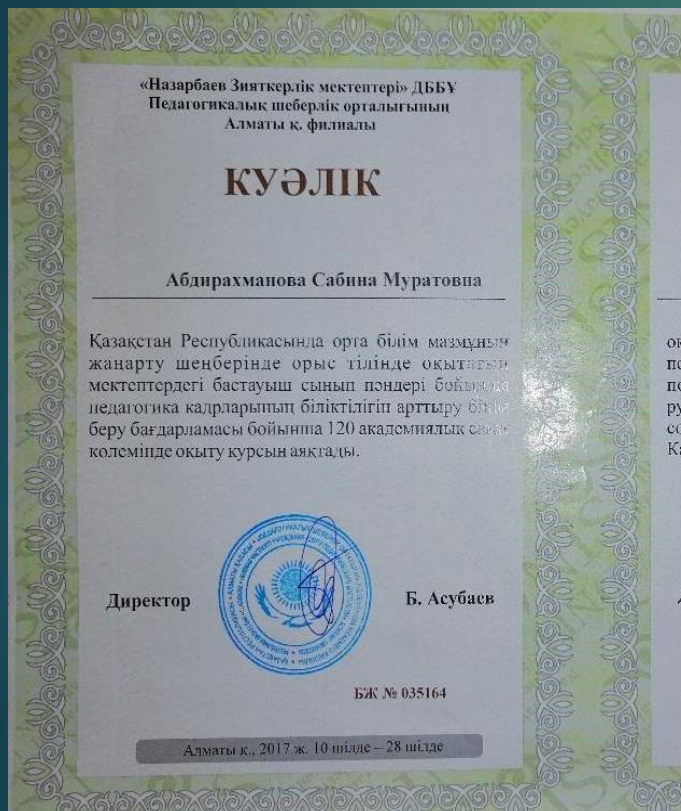 «Назарбаев Зияткерлік мектептері» ДББҰ
Педагогикалық шеберлік орталығының
Алматы қ. филиалы
КУӘЛІК
Абдирахманова Сабина Муратовна
Қазақстан Республикасында орта білім мазмұнын
жаңарту шеңберінде орыс тілінде оқытатын
мектептердегі бастауыш сынып пәндері бойынша
педагогика кадрларының біліктілігін арттыру білім
беру бағдарламасы бойынша 120 академиялық сағат
көлемінде оқыту курсын аяқтады.
Директор
Б. Асубаев
БЖ № 035164
Алматы қ., 2017 ж. 10 шілде – 28 шілде